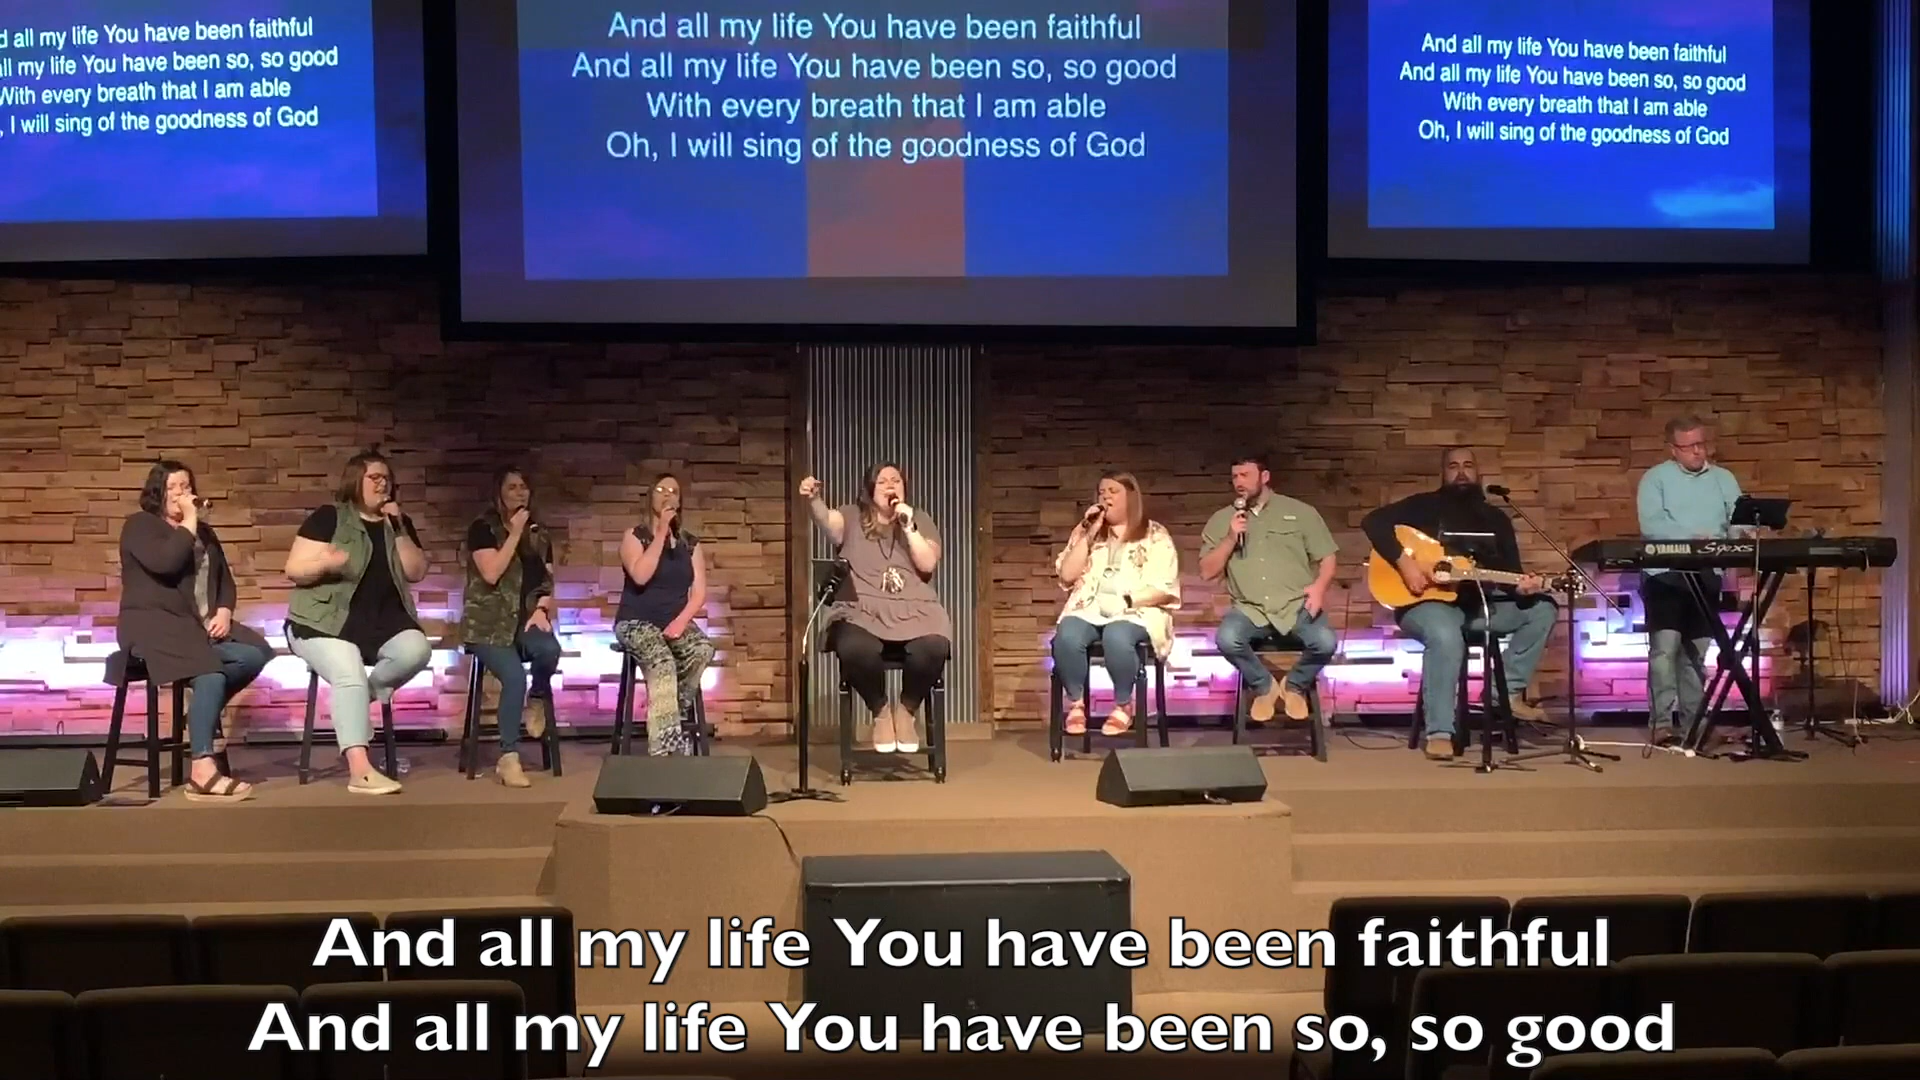 d all my life You have been faithful
ll my life You have been so, so good
With every breath that I am able
, I will sing of the goodness of God
And all my life You have been faithful
And all my life You have been so, so good
With every breath that I am able
Oh, I will sing of the goodness of God
And all my life You have been faithful
And all my life You have been so, so good
With every breath that I am able
Oh, I will sing of the goodness of God
YAMAHA S90XS
And all my life You have been faithful
And all my life You have been so, so good